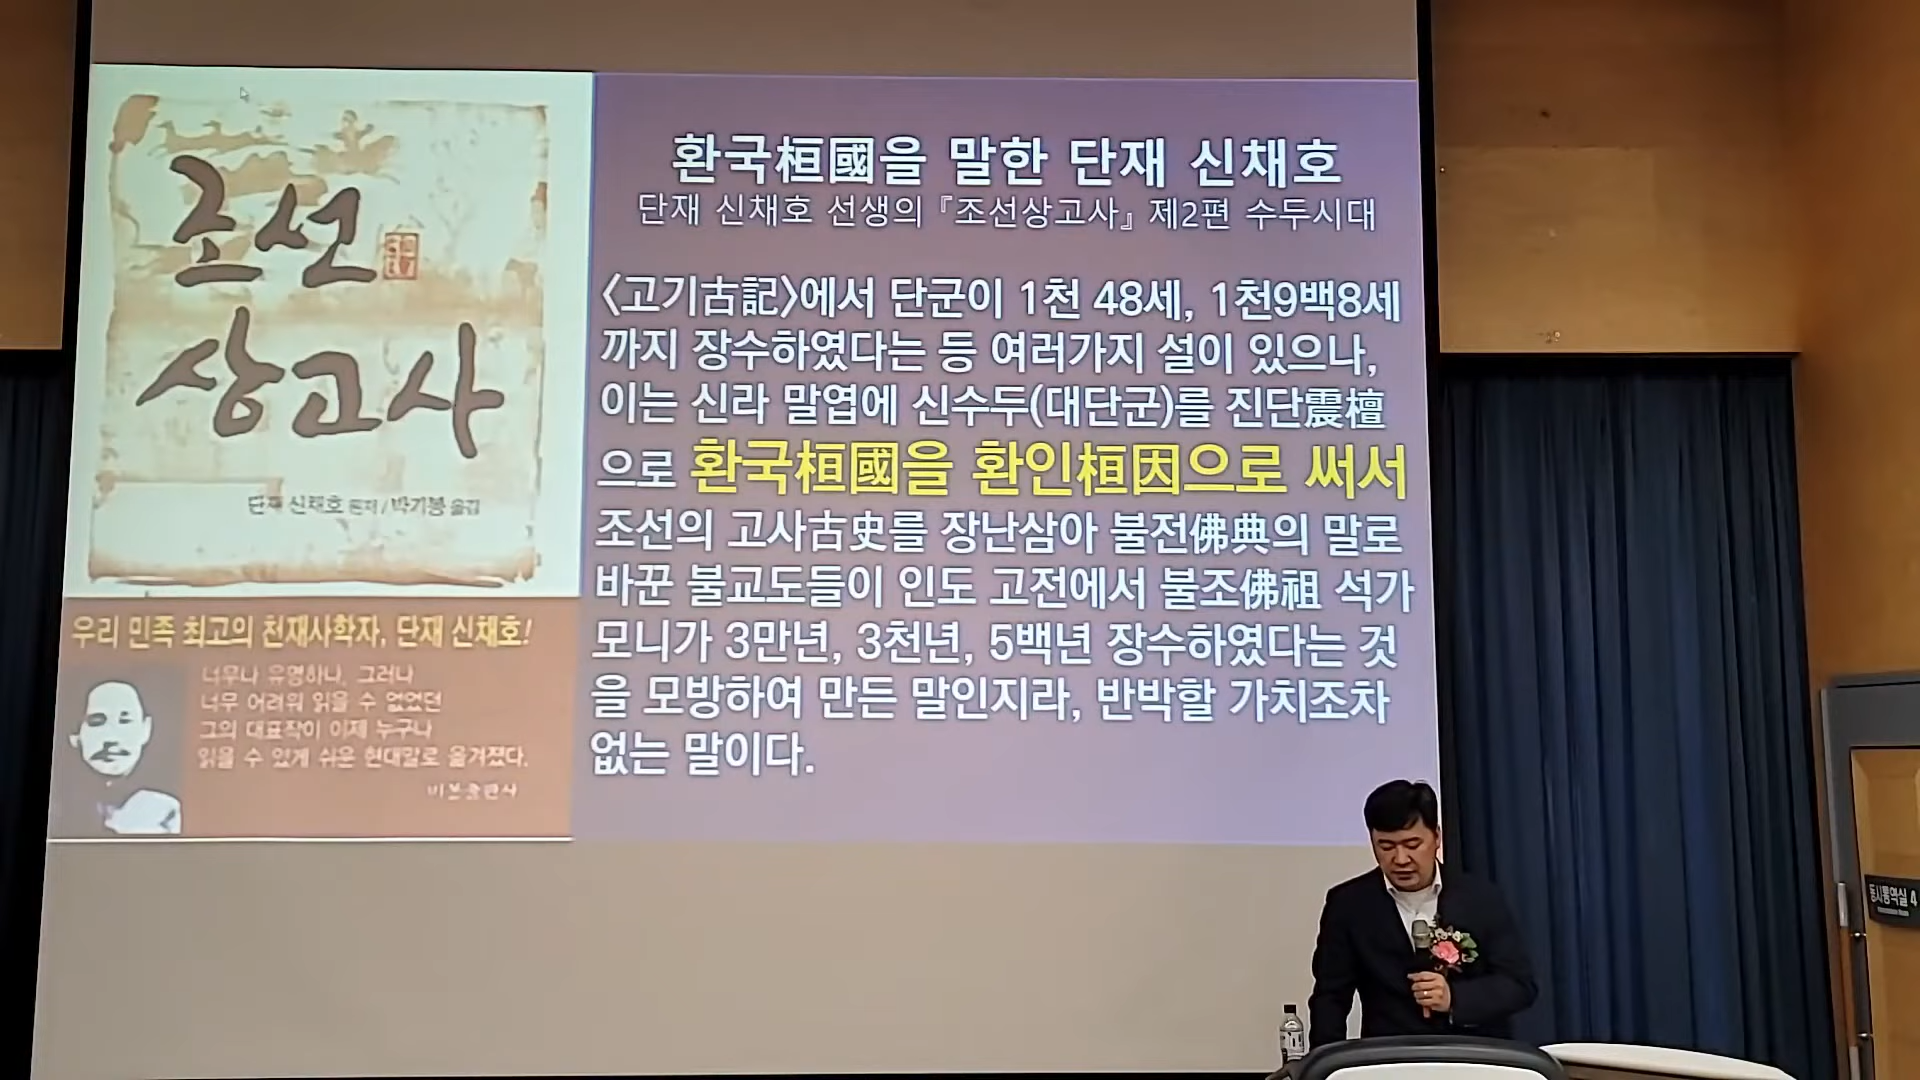 조선
상고사
단재 신채호 원저 / 박기봉 옮김
우리 민족 최고의 천재사학자, 단재 신채호!
너무나 유명하나, 그러나
너무 어려워 읽을 수 없었던
그의 대표작이 이제 누구나
읽을 수 있게 쉬운 현대말로 옮겨졌다.
비봉출판사
환국桓國을 말한 단재 신채호
단재 신채호 선생의 『조선상고사』 제2편 수두시대
〈고기古記〉에서 단군이 1천 48세, 1천9백8세
까지 장수하였다는 등 여러가지 설이 있으나,
이는 신라 말엽에 신수두(대단군)를 진단震檀
으로 환국桓國을 환인桓因으로 써서
조선의 고사古史를 장난삼아 불전佛典의 말로
바꾼 불교도들이 인도 고전에서 불조佛祖 석가
모니가 3만년, 3천년, 5백년 장수하였다는 것
을 모방하여 만든 말인지라, 반박할 가치조차
없는 말이다.
동시통역실 4